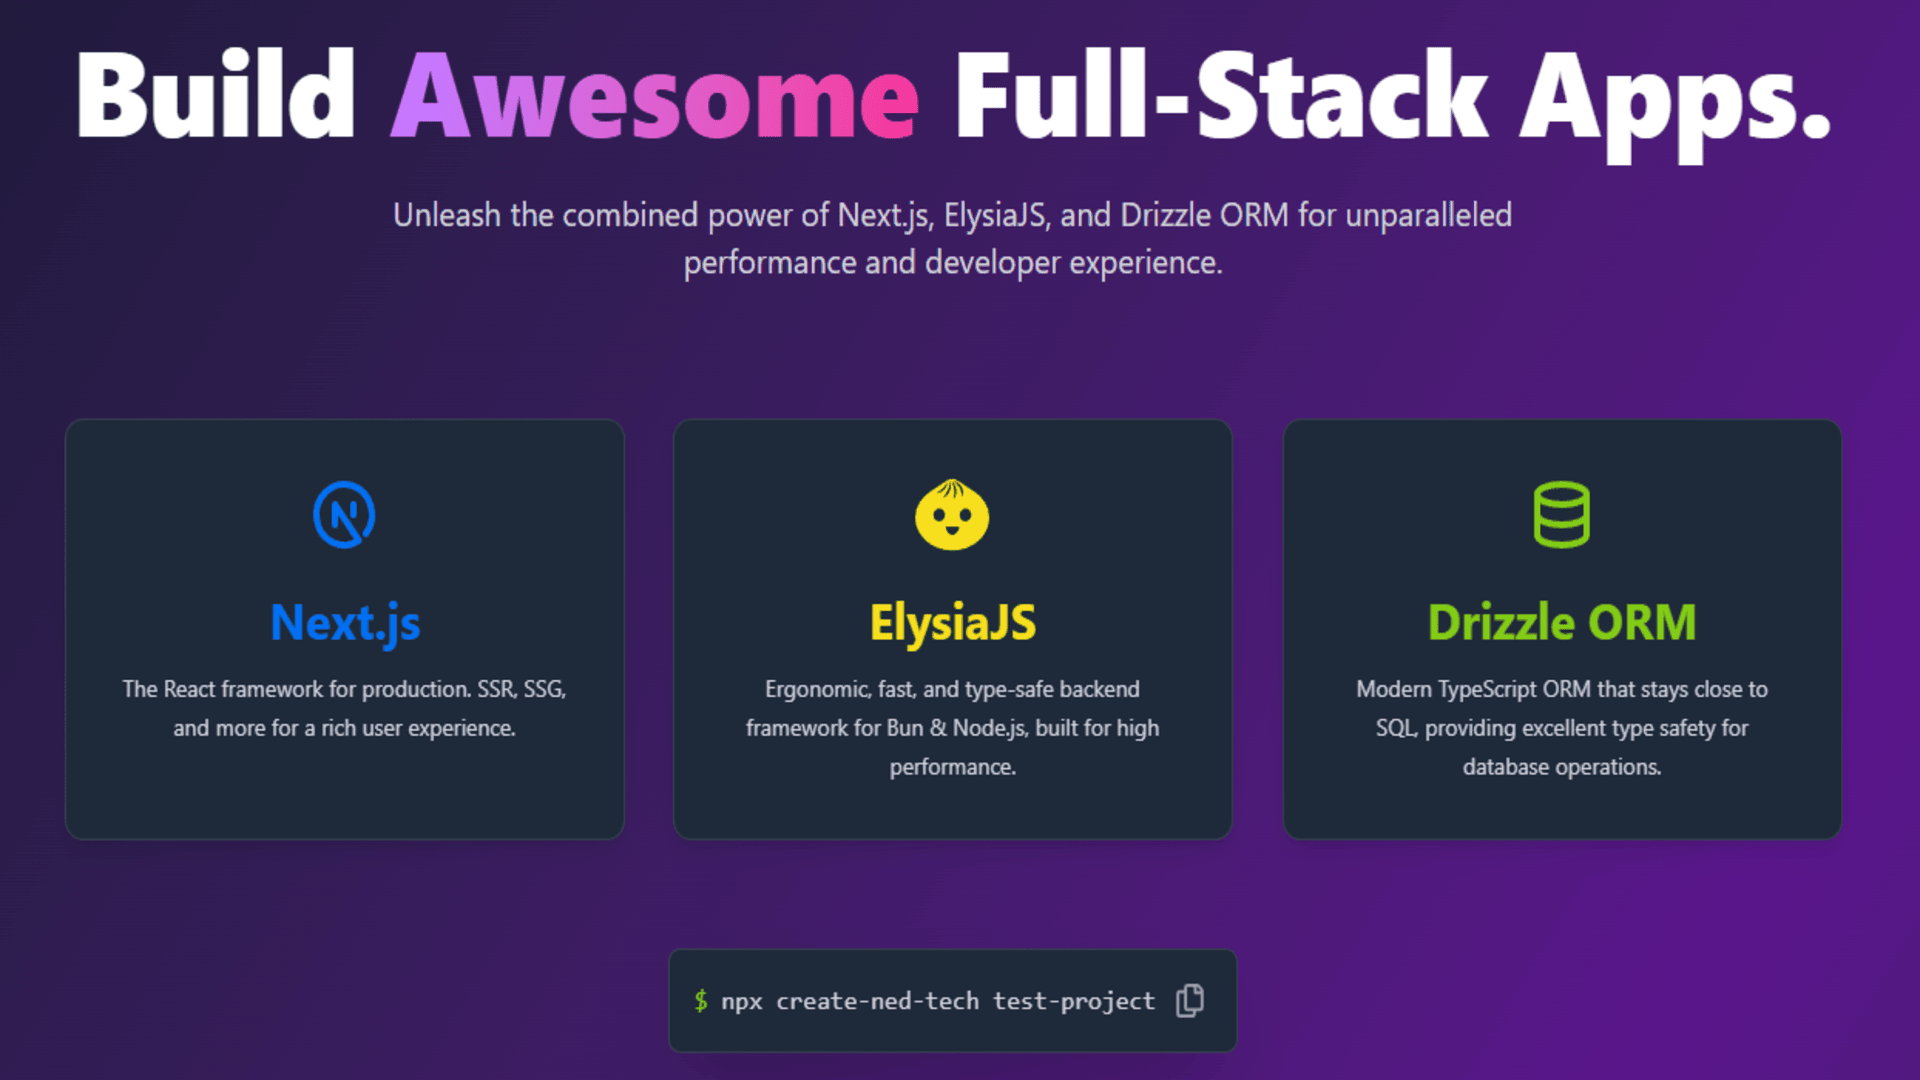 Build Awesome Full-Stack Apps.
Unleash the combined power of Next.js, ElysiaJS, and Drizzle ORM for unparalleled
performance and developer experience.
N
Next.js
The React framework for production. SSR, SSG,
and more for a rich user experience.
ElysiaJS
Ergonomic, fast, and type-safe backend
framework for Bun & Node.js, built for high
performance.
Drizzle ORM
Modern TypeScript ORM that stays close to
SQL, providing excellent type safety for
database operations.
$ npx create-ned-tech test-project